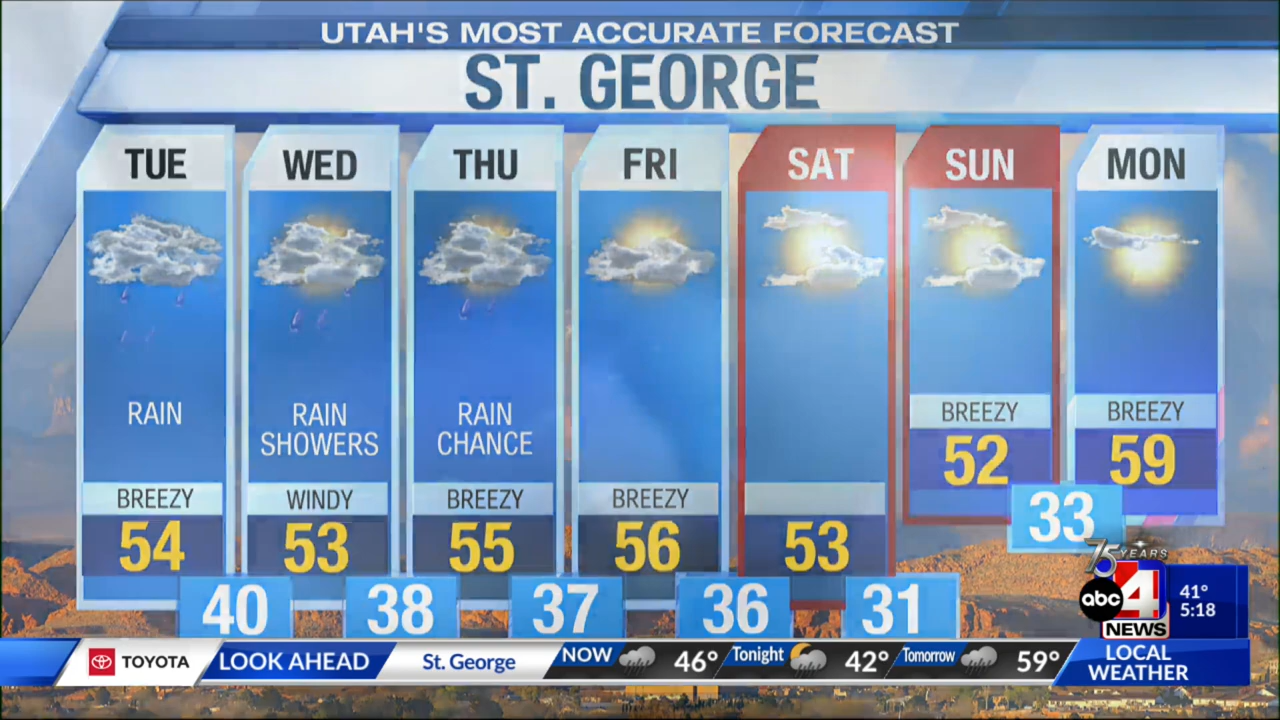 UTAH'S MOST ACCURATE FORECAST
ST. GEORGE
TUE
WED
THU
FRI
SAT
SUN
MON
RAIN
RAIN
SHOWERS
RAIN
CHANCE
BREEZY
WINDY
BREEZY
BREEZY
BREEZY
BREEZY
54
53
55
56
53
52
59
40
38
37
36
31
33
75 YEARS
abc 4
NEWS
41°
5:18
TOYOTA
LOOK AHEAD
St. George
NOW
46°
Tonight
42°
Tomorrow
59°
LOCAL
WEATHER